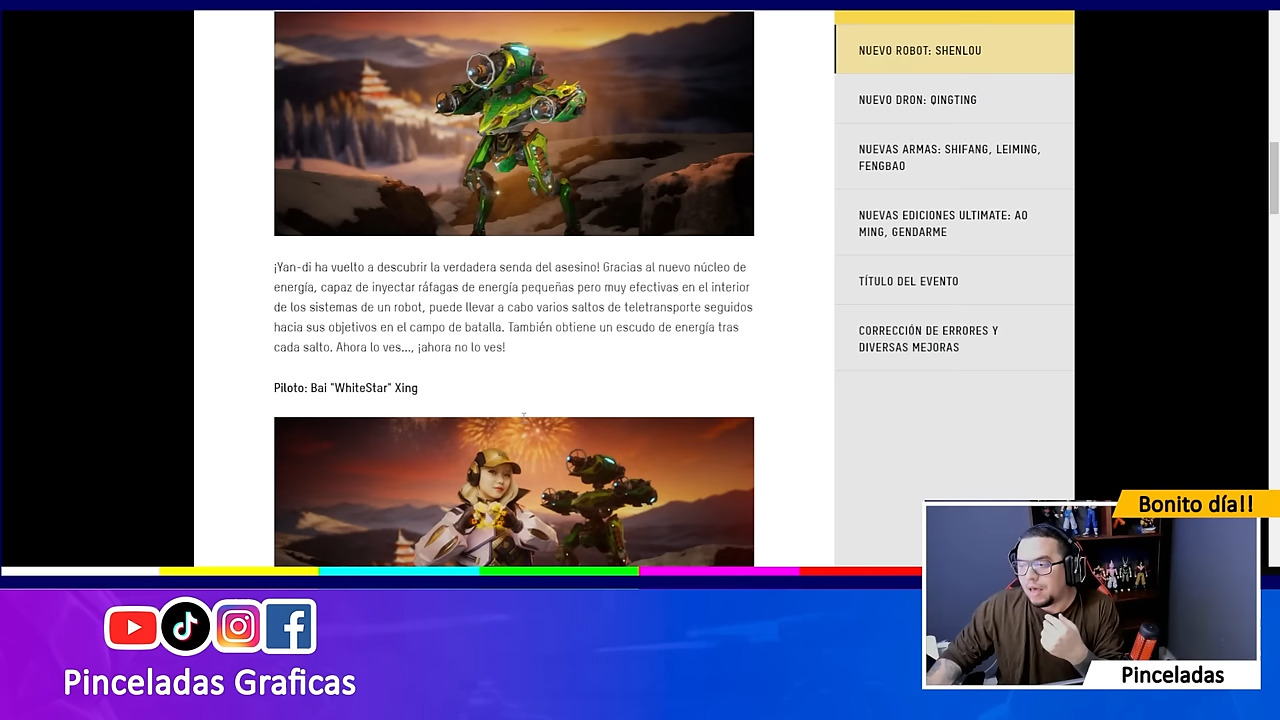 NUEVO ROBOT: SHENLOU
NUEVO DRON: QINGTING
NUEVAS ARMAS: SHIFANG, LEIMING,
FENGBAO
NUEVAS EDICIONES ULTIMATE: AO
MING, GENDARME
TÍTULO DEL EVENTO
CORRECCIÓN DE ERRORES Y
DIVERSAS MEJORAS
¡Yan-di ha vuelto a descubrir la verdadera senda del asesino! Gracias al nuevo núcleo de
energía, capaz de inyectar ráfagas de energía pequeñas pero muy efectivas en el interior
de los sistemas de un robot, puede llevar a cabo varios saltos de teletransporte seguidos
hacia sus objetivos en el campo de batalla. También obtiene un escudo de energía tras
cada salto. Ahora lo ves..., ¡ahora no lo ves!
Piloto: Bai "WhiteStar" Xing
Bonito día!!
Pinceladas
Pinceladas Graficas